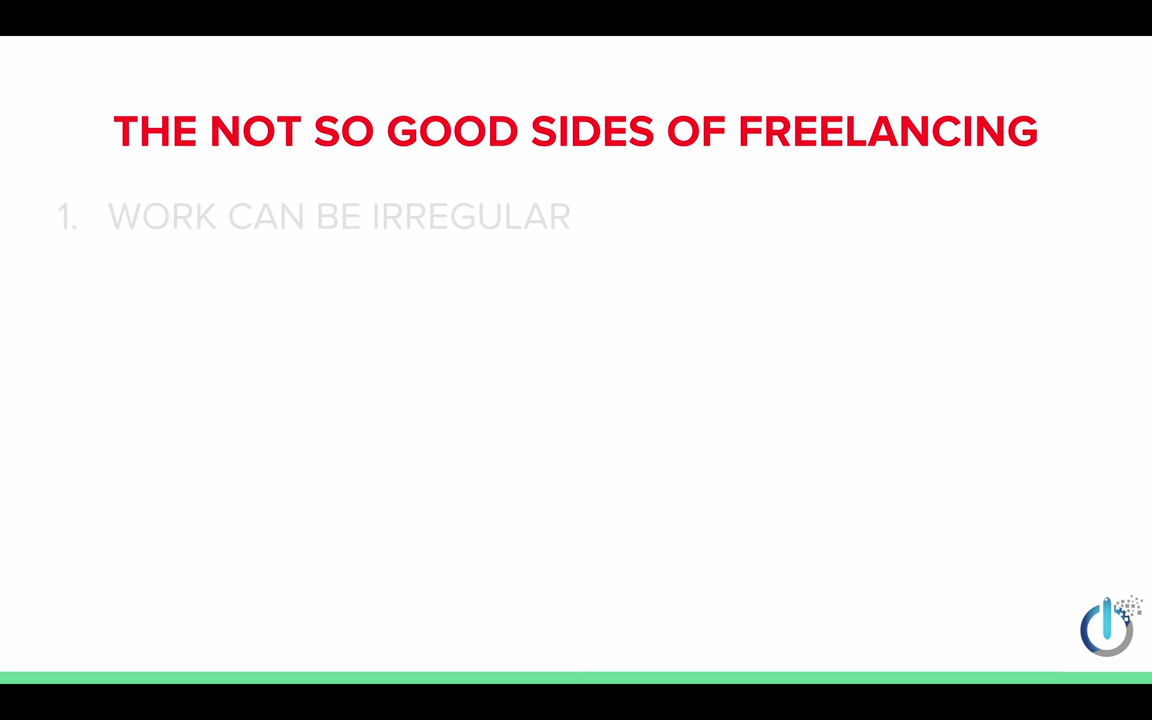 THE NOT SO GOOD SIDES OF FREELANCING
1. WORK CAN BE IRREGULAR